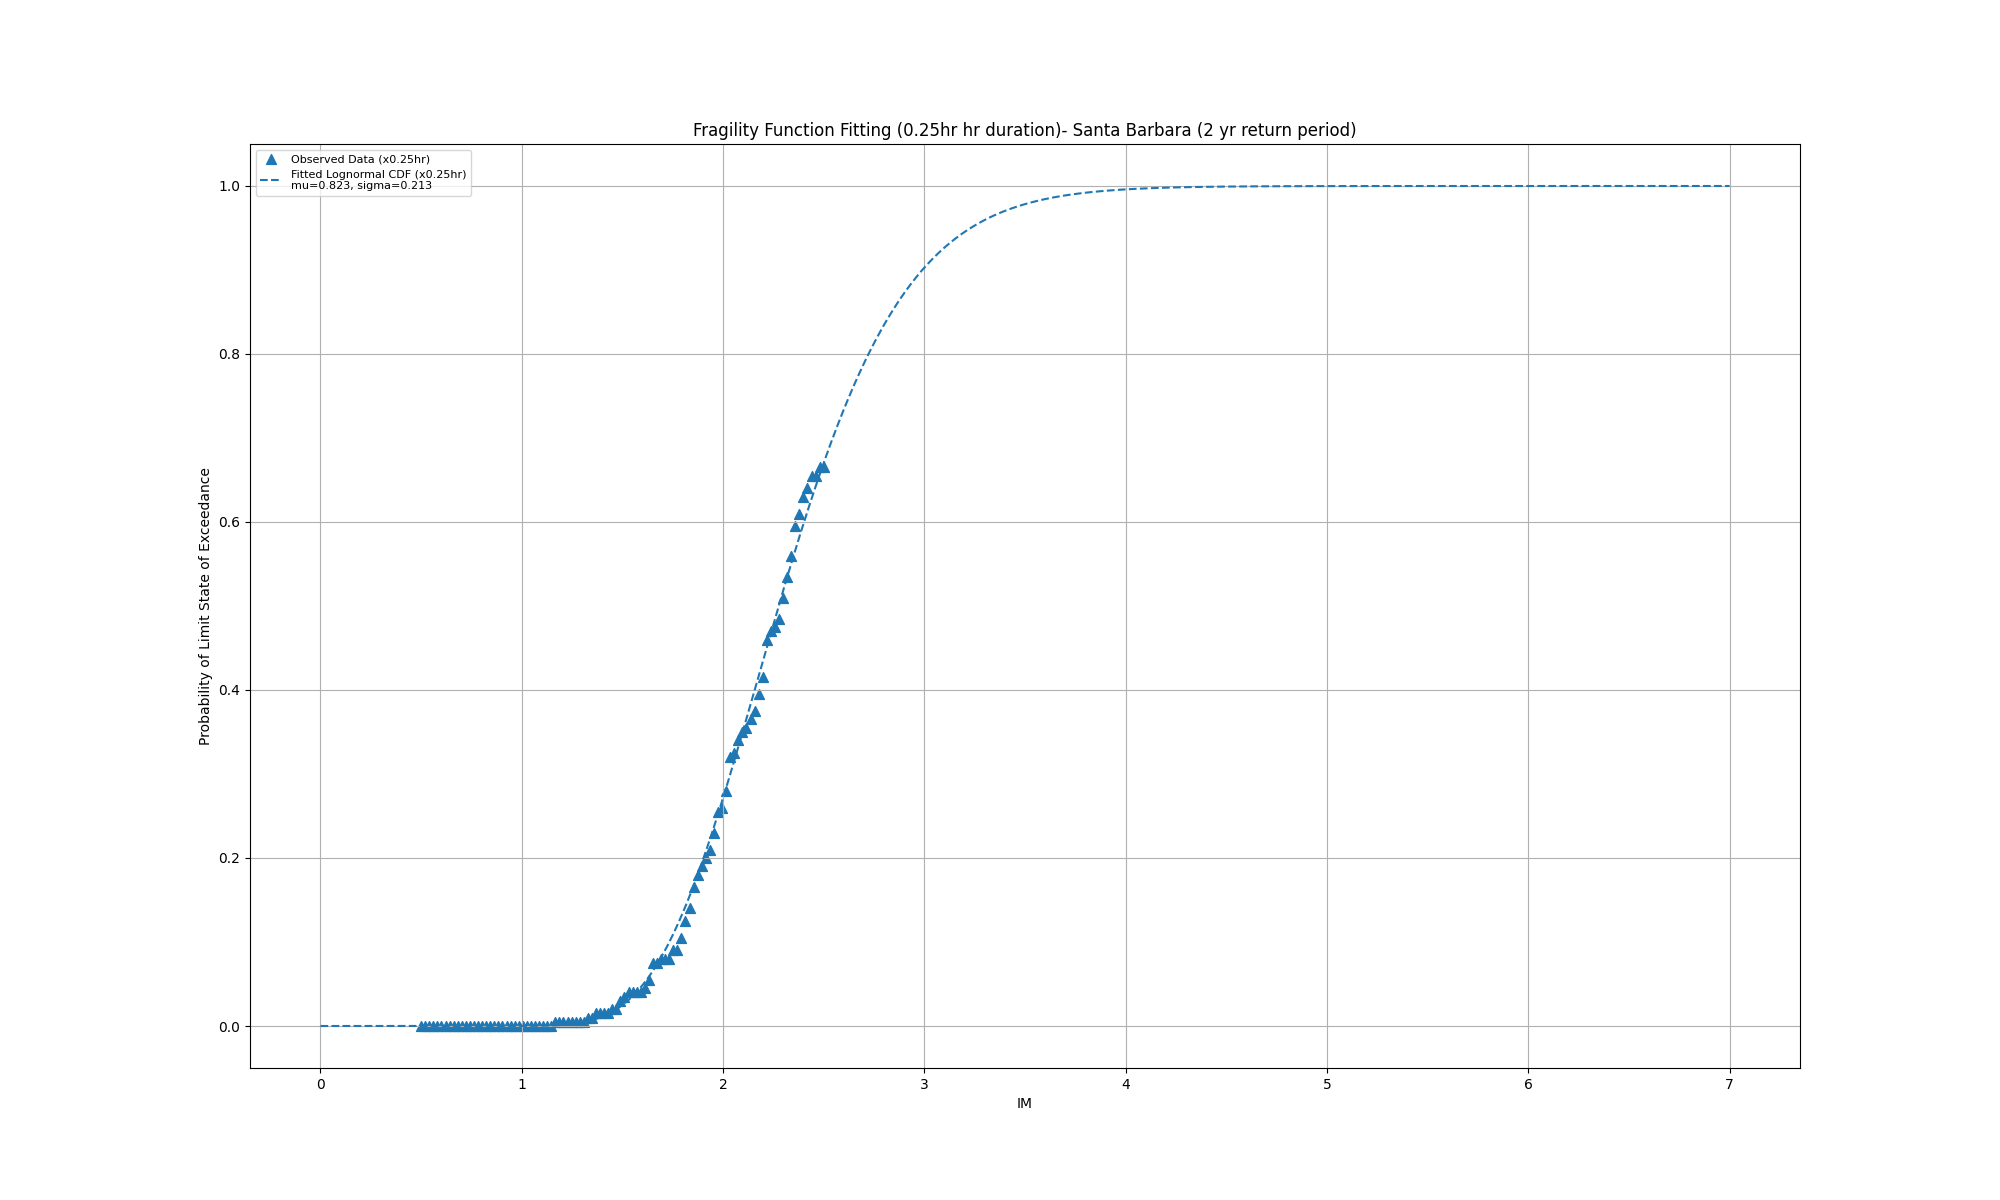 Fragility Function Fitting (0.25hr hr duration)- Santa Barbara (2 yr return period)
Observed Data (x0.25hr)
Fitted Lognormal CDF (x0.25hr)
mu=0.823, sigma=0.213
1.0
0.8
0.6
0.4
0.2
0.0
Probability of Limit State of Exceedance
0 1 2 3 4 5 6 7
IM